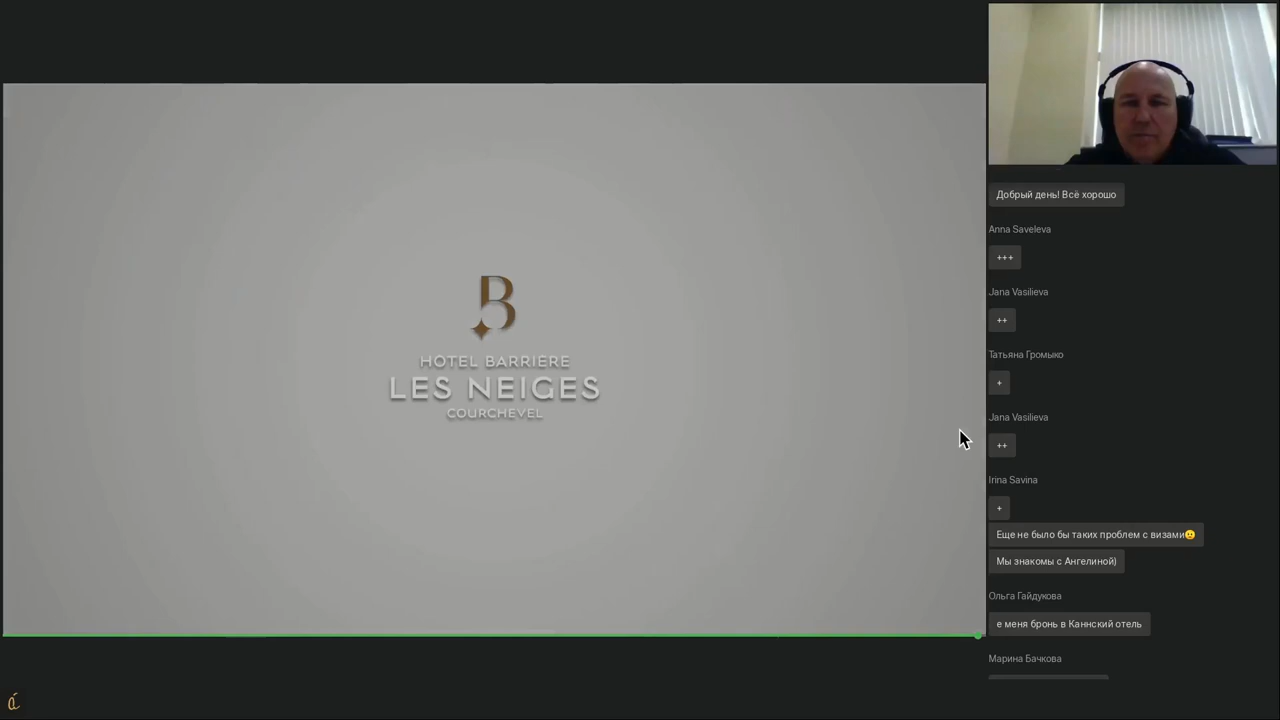 B
HOTEL BARRIÈRE
LES NEIGES
COURCHEVEL
Добрый день! Всё хорошо
Anna Saveleva
+++
Jana Vasilieva
++
Татьяна Громыко
+
Jana Vasilieva
++
Irina Savina
+
Еще не было бы таких проблем с визами🤨
Мы знакомы с Ангелиной)
Ольга Гайдукова
е меня бронь в Каннский отель
Марина Бачкова
á